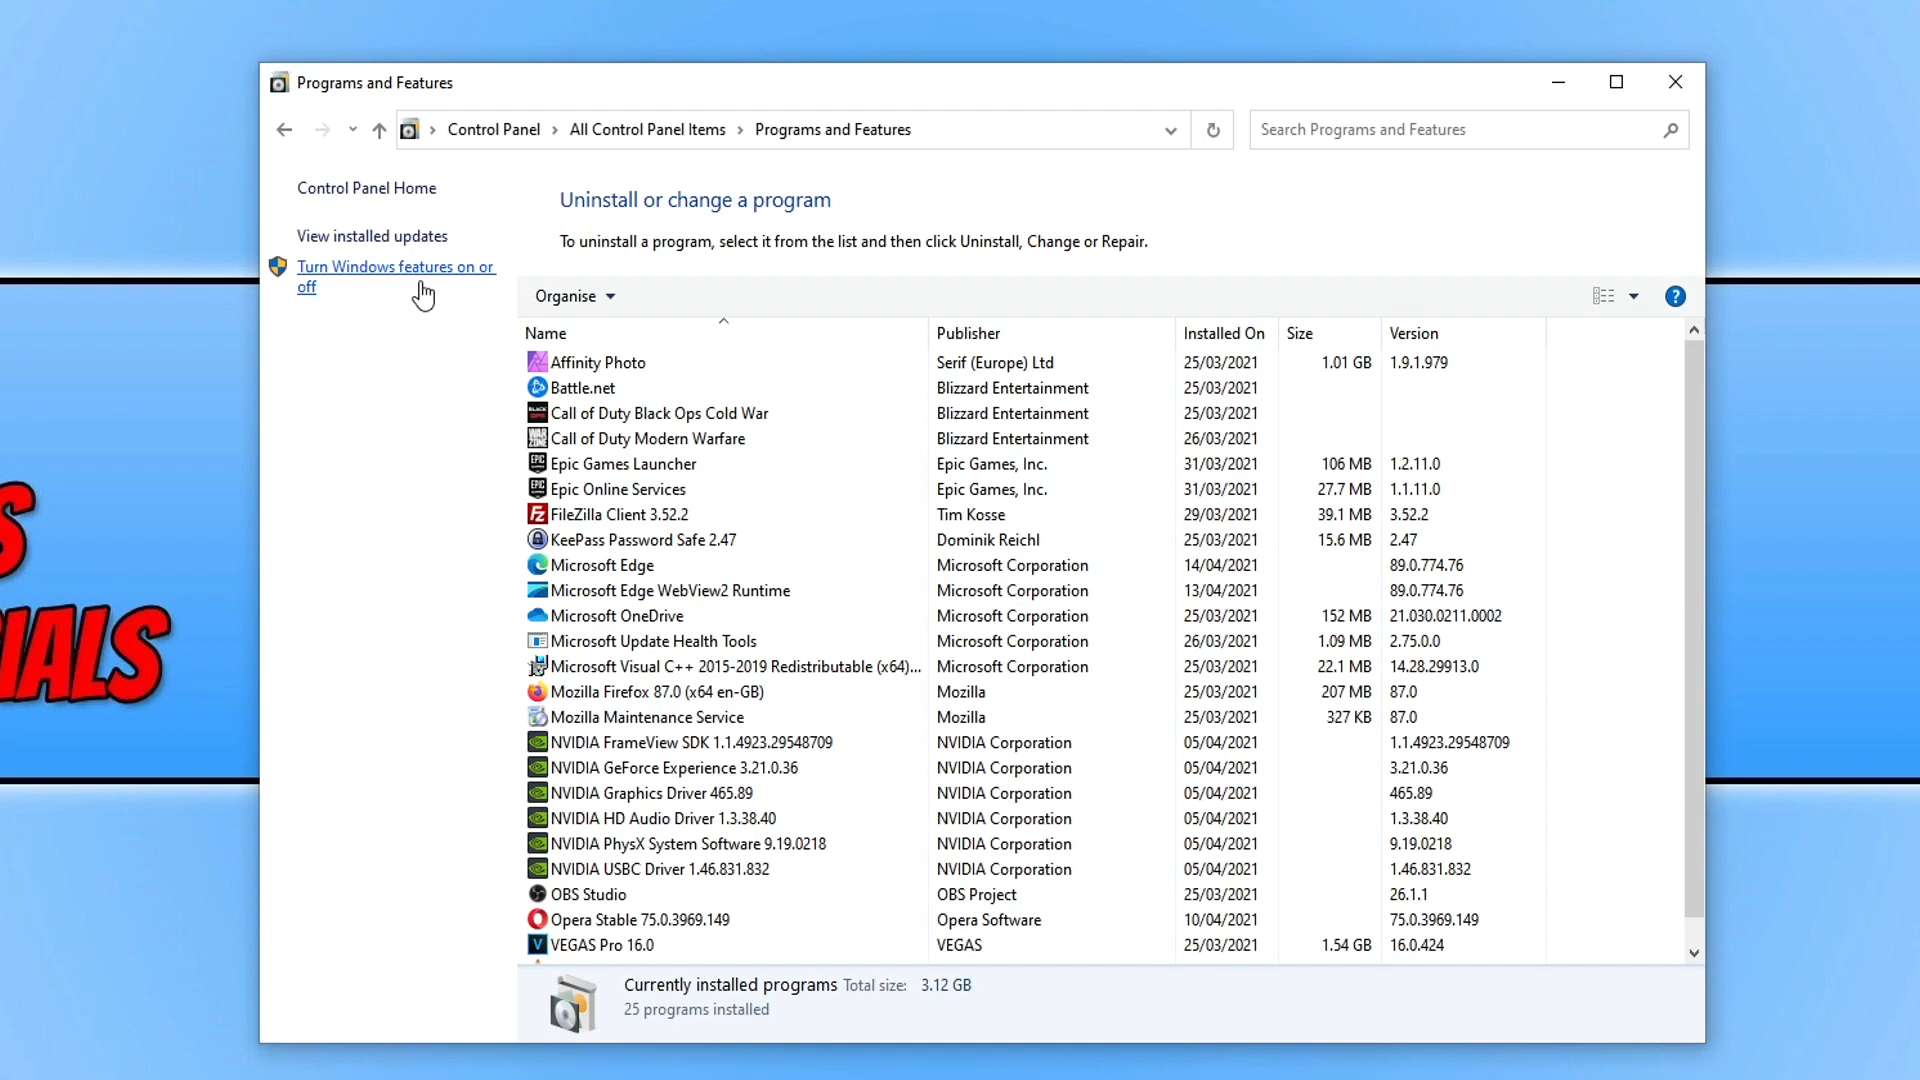 Programs and Features
Control Panel > All Control Panel Items > Programs and Features
Search Programs and Features
Control Panel Home
View installed updates
Turn Windows features on or
off
Uninstall or change a program
To uninstall a program, select it from the list and then click Uninstall, Change or Repair.
Organise
Name Publisher Installed On Size Version
Affinity Photo Serif (Europe) Ltd 25/03/2021 1.01 GB 1.9.1.979
Battle.net Blizzard Entertainment 25/03/2021
Call of Duty Black Ops Cold War Blizzard Entertainment 25/03/2021
Call of Duty Modern Warfare Blizzard Entertainment 26/03/2021
Epic Games Launcher Epic Games, Inc. 31/03/2021 106 MB 1.2.11.0
Epic Online Services Epic Games, Inc. 31/03/2021 27.7 MB 1.1.11.0
FileZilla Client 3.52.2 Tim Kosse 29/03/2021 39.1 MB 3.52.2
KeePass Password Safe 2.47 Dominik Reichl 25/03/2021 15.6 MB 2.47
Microsoft Edge Microsoft Corporation 14/04/2021 89.0.774.76
Microsoft Edge WebView2 Runtime Microsoft Corporation 13/04/2021 89.0.774.76
Microsoft OneDrive Microsoft Corporation 25/03/2021 152 MB 21.030.0211.0002
Microsoft Update Health Tools Microsoft Corporation 26/03/2021 1.09 MB 2.75.0.0
Microsoft Visual C++ 2015-2019 Redistributable (x64)... Microsoft Corporation 25/03/2021 22.1 MB 14.28.29913.0
Mozilla Firefox 87.0 (x64 en-GB) Mozilla 25/03/2021 207 MB 87.0
Mozilla Maintenance Service Mozilla 25/03/2021 327 KB 87.0
NVIDIA FrameView SDK 1.1.4923.29548709 NVIDIA Corporation 05/04/2021 1.1.4923.29548709
NVIDIA GeForce Experience 3.21.0.36 NVIDIA Corporation 05/04/2021 3.21.0.36
NVIDIA Graphics Driver 465.89 NVIDIA Corporation 05/04/2021 465.89
NVIDIA HD Audio Driver 1.3.38.40 NVIDIA Corporation 05/04/2021 1.3.38.40
NVIDIA PhysX System Software 9.19.0218 NVIDIA Corporation 05/04/2021 9.19.0218
NVIDIA USBC Driver 1.46.831.832 NVIDIA Corporation 05/04/2021 1.46.831.832
OBS Studio OBS Project 25/03/2021 26.1.1
Opera Stable 75.0.3969.149 Opera Software 10/04/2021 75.0.3969.149
VEGAS Pro 16.0 VEGAS 25/03/2021 1.54 GB 16.0.424
Currently installed programs Total size: 3.12 GB
25 programs installed
S
IALS